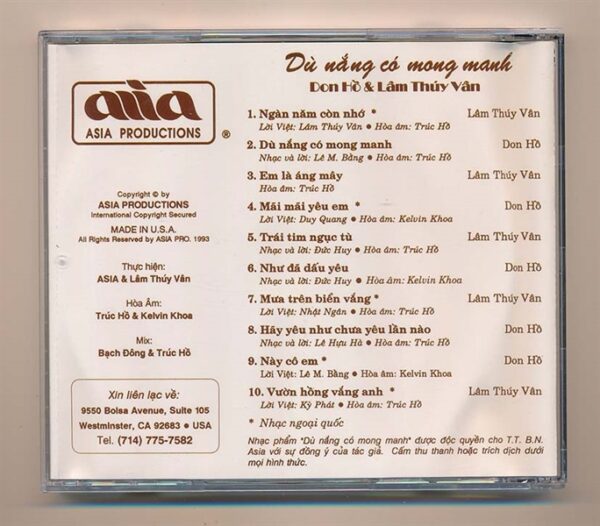 Dù nắng có mong manh
Don Hồ & Lâm Thúy Vân
asia
ASIA PRODUCTIONS ®
Copyright © by
ASIA PRODUCTIONS
International Copyright Secured
MADE IN U.S.A.
All Rights Reserved by ASIA PRO. 1993
Thực hiện:
ASIA & Lâm Thúy Vân
Hòa Âm:
Trúc Hồ & Kelvin Khoa
Mix:
Bạch Đông & Trúc Hồ
Xin liên lạc về:
9550 Bolsa Avenue, Suite 105
Westminster, CA 92683 • USA
Tel. (714) 775-7582
1. Ngàn năm còn nhớ * Lâm Thúy Vân
Lời Việt: Lâm Thúy Vân • Hòa âm: Trúc Hồ
2. Dù nắng có mong manh Don Hồ
Nhạc và lời: Lê M. Bằng • Hòa âm: Trúc Hồ
3. Em là áng mây Lâm Thúy Vân
Hòa âm: Trúc Hồ
4. Mãi mãi yêu em * Don Hồ
Lời Việt: Duy Quang • Hòa âm: Kelvin Khoa
5. Trái tim ngục tù Lâm Thúy Vân
Nhạc và lời: Đức Huy • Hòa âm: Trúc Hồ
6. Như đã dấu yêu Don Hồ
Nhạc và lời: Đức Huy • Hòa âm: Kelvin Khoa
7. Mưa trên biển vắng * Lâm Thúy Vân
Lời Việt: Nhật Ngân • Hòa âm: Trúc Hồ
8. Hãy yêu như chưa yêu lần nào Don Hồ
Nhạc và lời: Lê Hựu Hà • Hòa âm: Trúc Hồ
9. Này cô em * Don Hồ
Lời Việt: Lê M. Bằng • Hòa âm: Kelvin Khoa
10. Vườn hồng vắng anh * Lâm Thúy Vân
Lời Việt: Kỳ Phát • Hòa âm: Trúc Hồ
* Nhạc ngoại quốc
Nhạc phẩm "Dù nắng có mong manh" được độc quyền cho T.T. B.N.
Asia với sự đồng ý của tác giả. Cấm thu thanh hoặc trích dịch dưới
mọi hình thức.